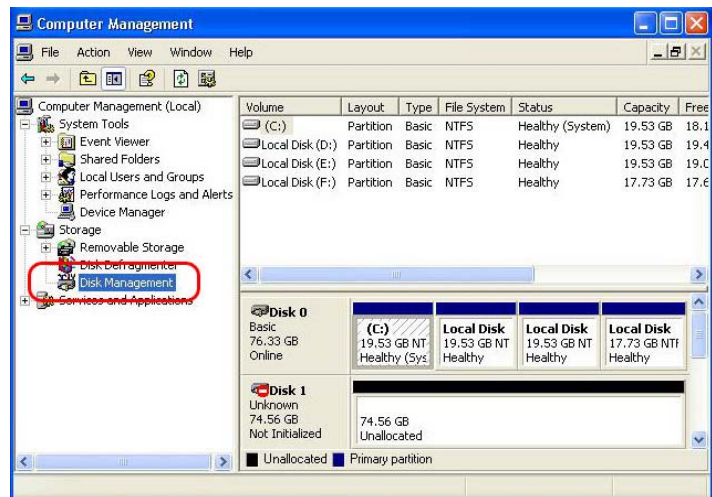 Computer Management
File Action View Window Help
Computer Management (Local)
System Tools
Event Viewer
Shared Folders
Local Users and Groups
Performance Logs and Alerts
Device Manager
Storage
Removable Storage
Disk Defragmenter
Disk Management
Services and Applications
Volume Layout Type File System Status Capacity Free
(C:) Partition Basic NTFS Healthy (System) 19.53 GB 18.1
Local Disk (D:) Partition Basic NTFS Healthy 19.53 GB 19.4
Local Disk (E:) Partition Basic NTFS Healthy 19.53 GB 19.0
Local Disk (F:) Partition Basic NTFS Healthy 17.73 GB 17.6
Disk 0
Basic
76.33 GB
Online
(C:) Local Disk Local Disk Local Disk
19.53 GB NT 19.53 GB NT 19.53 GB NT 17.73 GB NTF
Healthy (Sys Healthy Healthy Healthy
Disk 1
Unknown
74.56 GB
Not Initialized
74.56 GB
Unallocated
Unallocated Primary partition